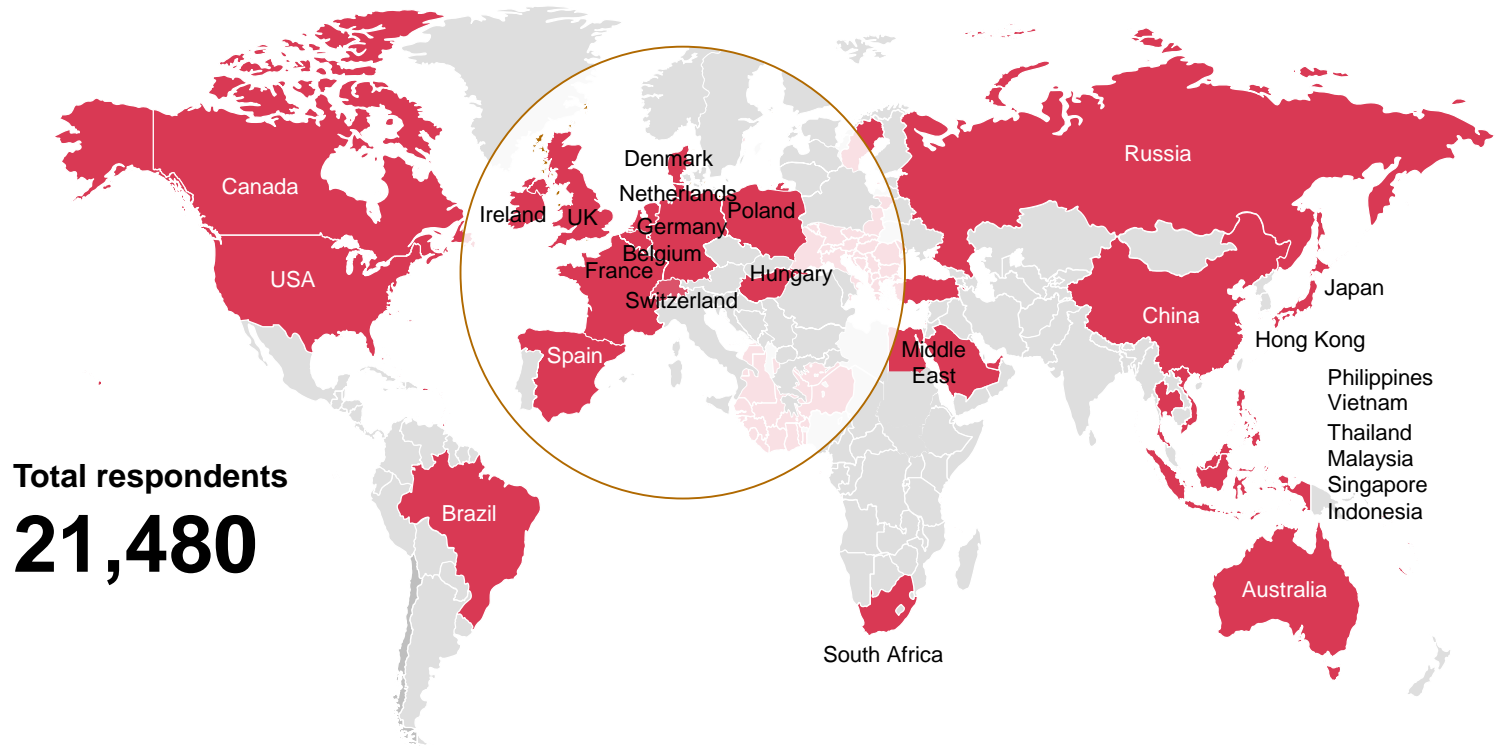 Canada
USA
Denmark
Netherlands
Ireland
UK
Poland
Germany
Belgium
France
Hungary
Switzerland
Spain
Russia
China
Japan
Hong Kong
Middle
East
Philippines
Vietnam
Thailand
Malaysia
Singapore
Indonesia
Total respondents
21,480
Brazil
Australia
South Africa